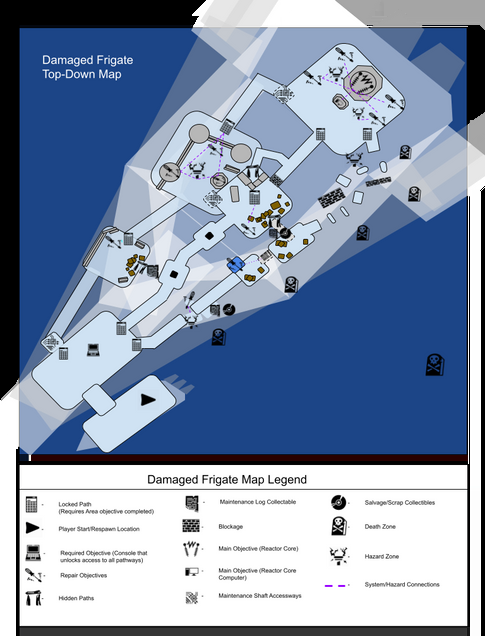 Damaged Frigate
Top-Down Map
Damaged Frigate Map Legend
- Locked Path
(Requires Area objective completed)
- Player Start/Respawn Location
- Required Objective (Console that
unlocks access to all pathways)
- Repair Objectives
- Hidden Paths
- Maintenance Log Collectable
- Blockage
- Main Objective (Reactor Core)
- Main Objective (Reactor Core
Computer)
- Maintenance Shaft Accessways
- Salvage/Scrap Collectibles
- Death Zone
- Hazard Zone
- System/Hazard Connections